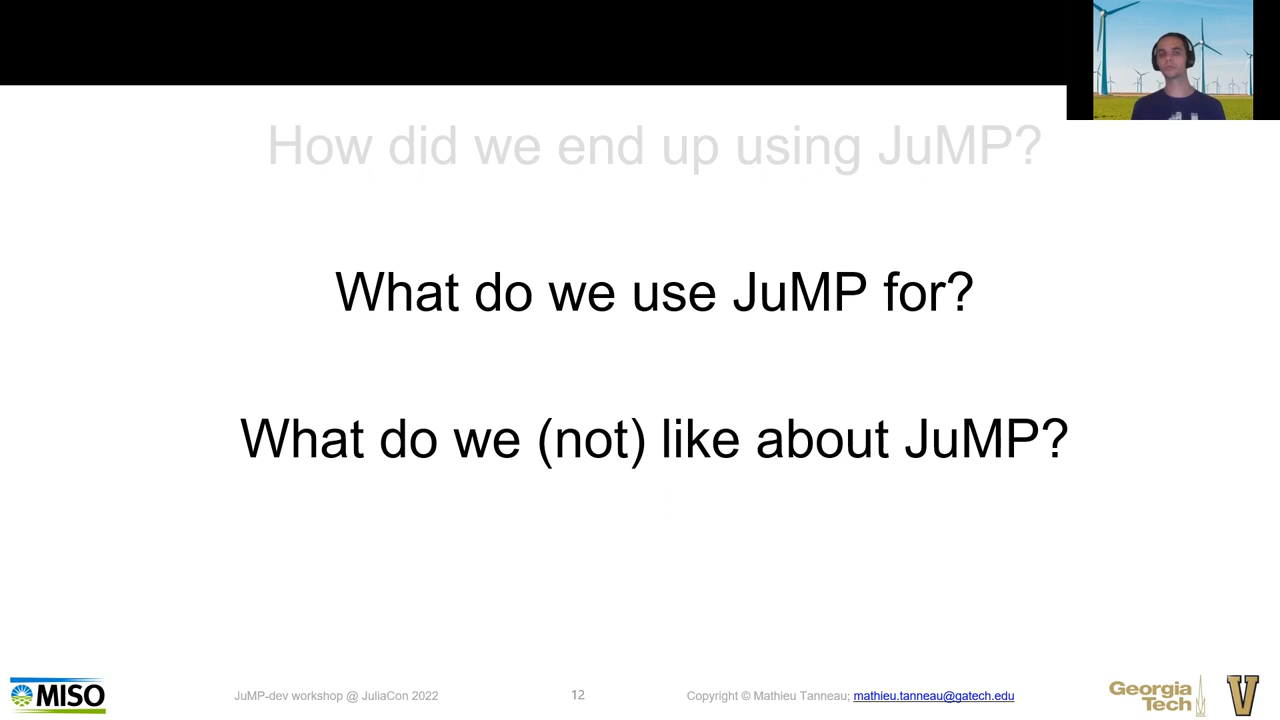 How did we end up using JuMP?
What do we use JuMP for?
What do we (not) like about JuMP?
MISO
JuMP-dev workshop @ JuliaCon 2022
12
Copyright © Mathieu Tanneau; mathieu.tanneau@gatech.edu
Georgia
Tech
V